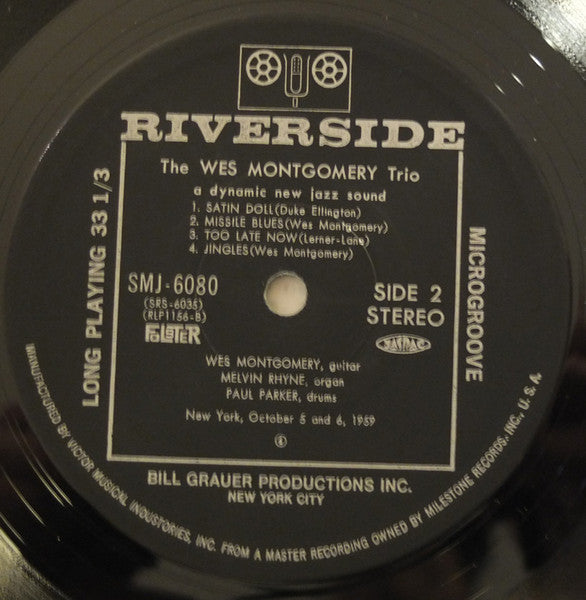 RIVERSIDE
The WES MONTGOMERY Trio
a dynamic new jazz sound
1. SATIN DOLL(Duke Ellington)
2. MISSILE BLUES(Wes Montgomery)
3. TOO LATE NOW(Lerner-Lane)
4. JINGLES(Wes Montgomery)
SMJ-6080
(SRS-6035)
(RLP1156-B)
SIDE 2
STEREO
WES MONTGOMERY, guitar
MELVIN RHYNE, organ
PAUL PARKER, drums
New York, October 5 and 6, 1959
BILL GRAUER PRODUCTIONS INC.
NEW YORK CITY
LONG PLAYING 33 1/3
MICROGROOVE
MANUFACTURED BY VICTOR MUSICAL INDUSTORIES, INC. FROM A MASTER RECORDING OWNED BY MILESTONE RECORDS, INC., U.S.A.